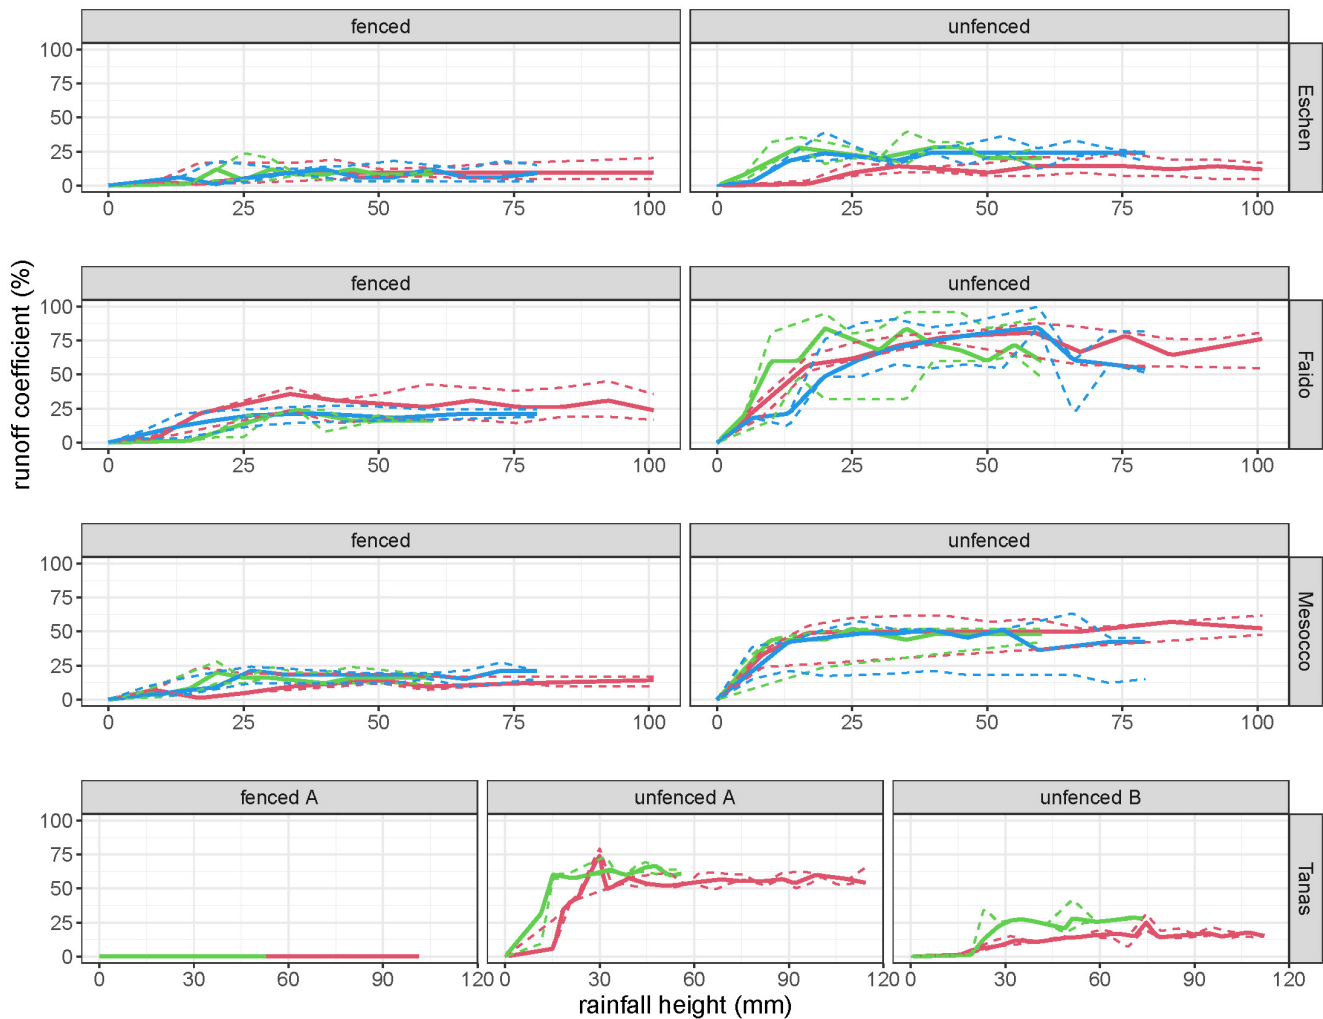 fenced unfenced
100
75
50
25
0
Eschen
0 25 50 75 100 0 25 50 75 100
runoff coefficient (%)
fenced unfenced
100
75
50
25
0
Faido
0 25 50 75 100 0 25 50 75 100
fenced unfenced
100
75
50
25
0
Mesocco
0 25 50 75 100 0 25 50 75 100
fenced A unfenced A unfenced B
100
75
50
25
0
Tanas
0 30 60 90 120 0 30 60 90 120 0 30 60 90 120
rainfall height (mm)